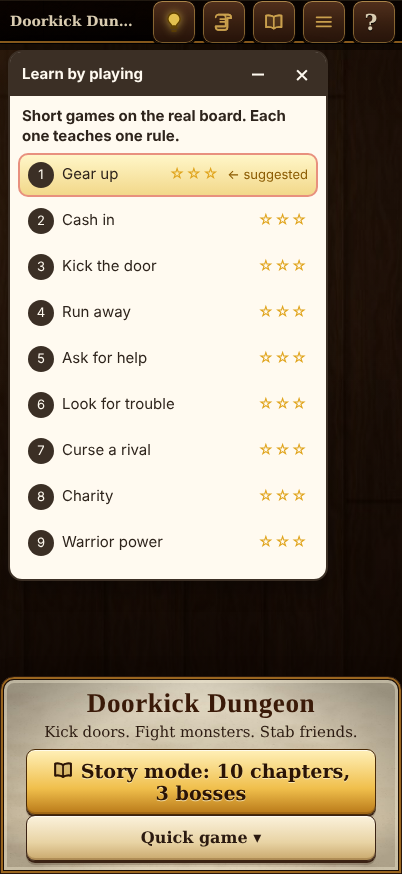 Doorkick Dun...
?
Learn by playing
Short games on the real board. Each
one teaches one rule.
1 Gear up ☆☆☆ ← suggested
2 Cash in ☆☆☆
3 Kick the door ☆☆☆
4 Run away ☆☆☆
5 Ask for help ☆☆☆
6 Look for trouble ☆☆☆
7 Curse a rival ☆☆☆
8 Charity ☆☆☆
9 Warrior power ☆☆☆
Doorkick Dungeon
Kick doors. Fight monsters. Stab friends.
Story mode: 10 chapters,
3 bosses
Quick game ▾